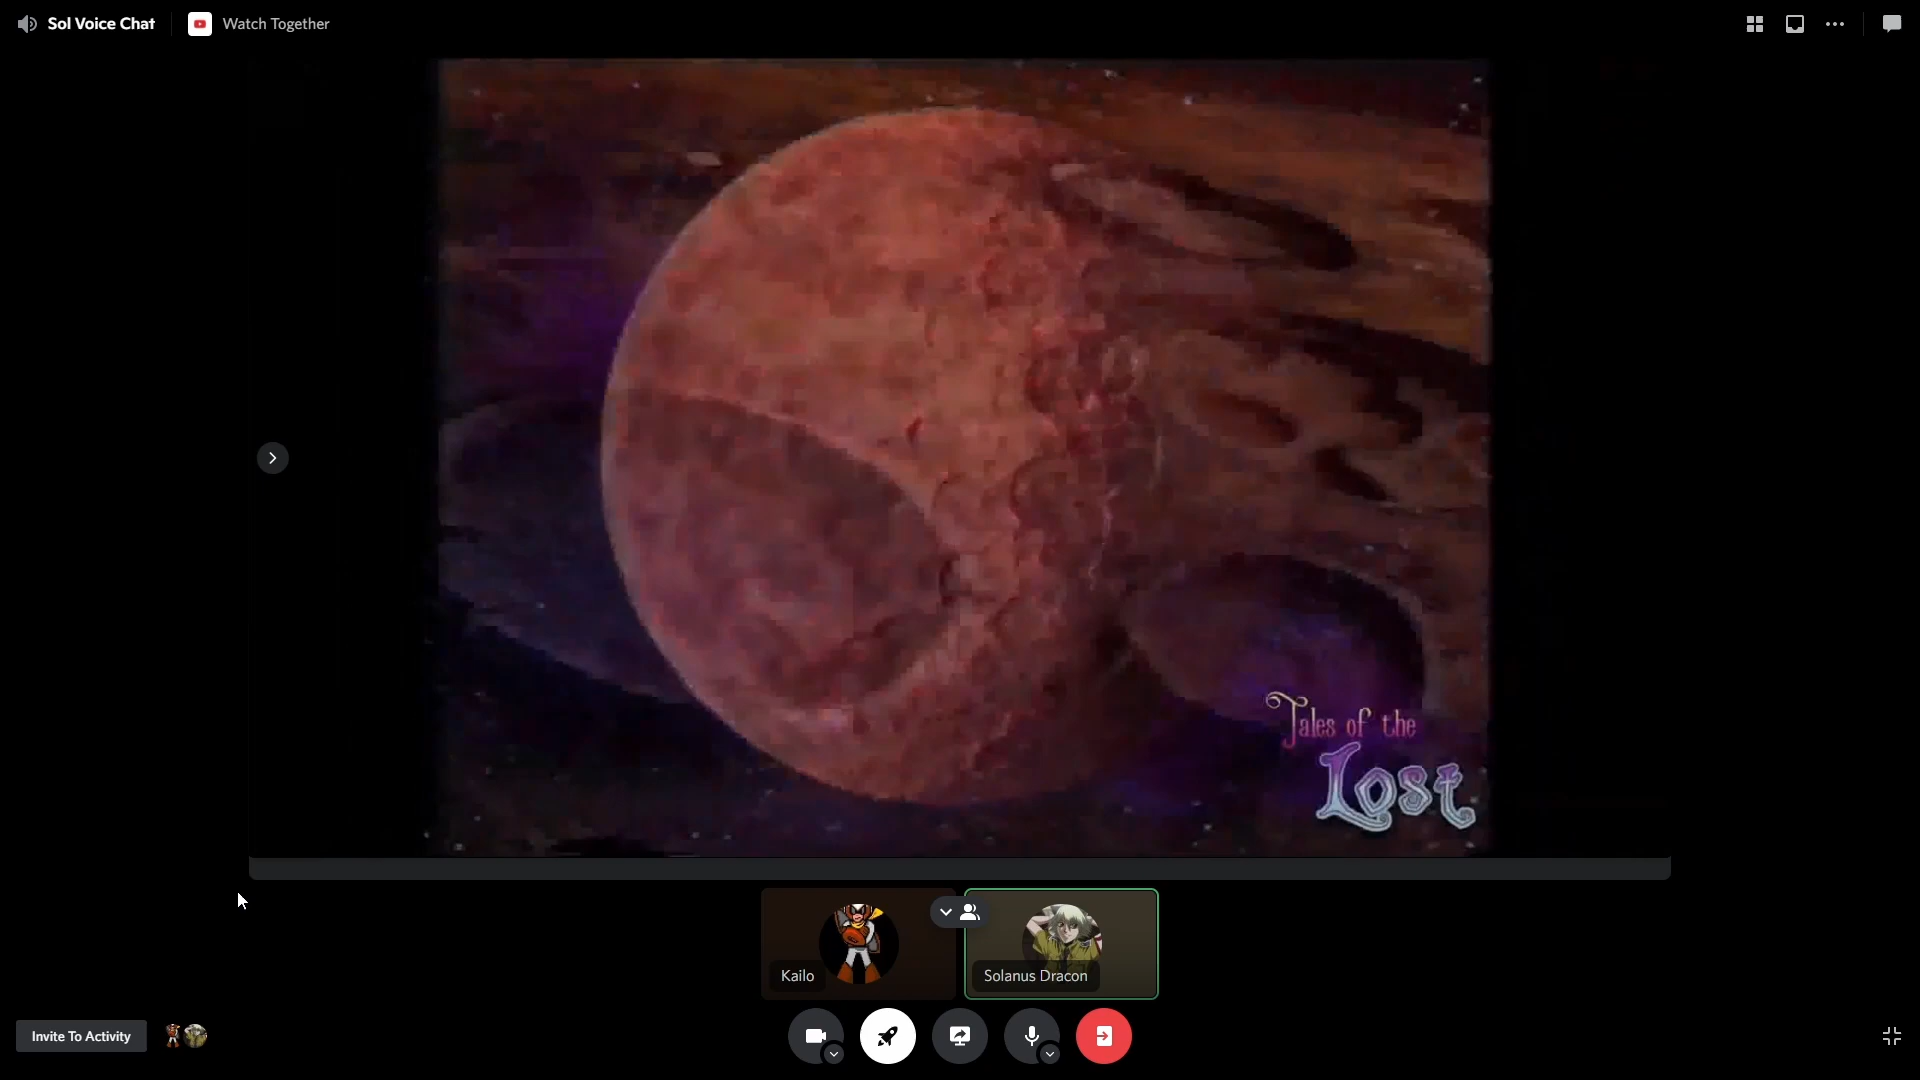 Sol Voice Chat
Watch Together
Tales of the
Lost
Kailo
Solanus Dracon
Invite To Activity